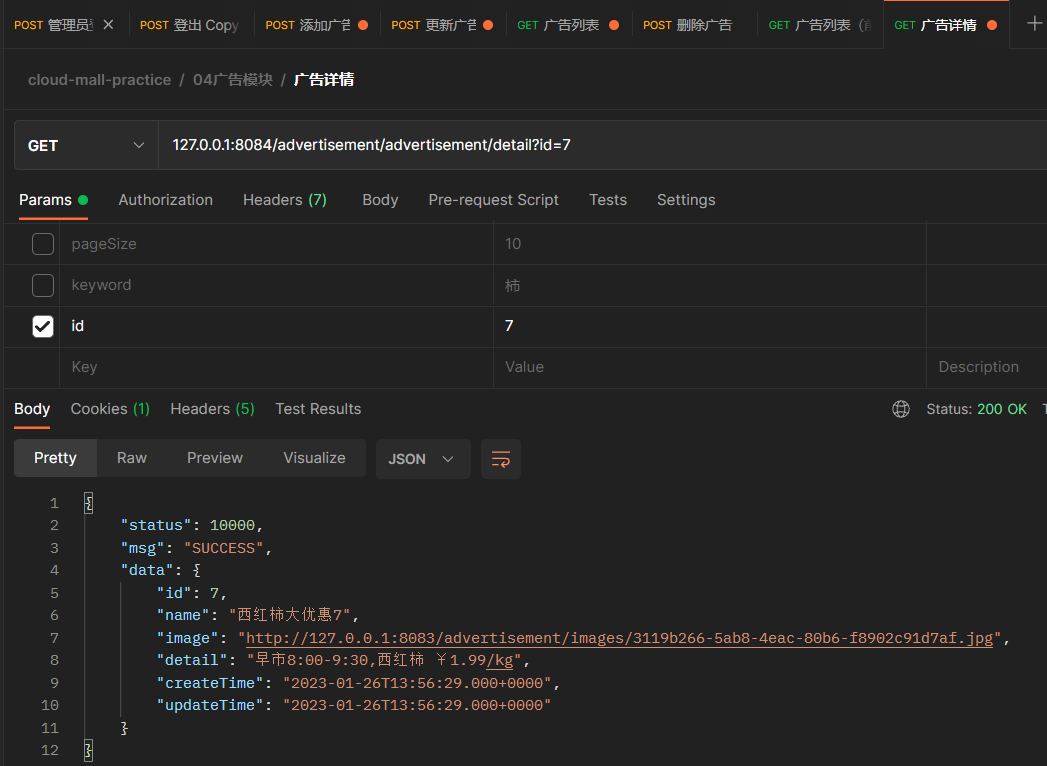 POST 管理员 POST 登出 Copy POST 添加广告 POST 更新广告 GET 广告列表 POST 删除广告 GET 广告列表（ GET 广告详情
cloud-mall-practice / 04广告模块 / 广告详情
GET 127.0.0.1:8084/advertisement/advertisement/detail?id=7
Params Authorization Headers (7) Body Pre-request Script Tests Settings
pageSize 10
keyword 柿
id 7
Key Value Description
Body Cookies (1) Headers (5) Test Results Status: 200 OK
Pretty Raw Preview Visualize JSON
1 {
2 "status": 10000,
3 "msg": "SUCCESS",
4 "data": {
5 "id": 7,
6 "name": "西红柿大优惠7",
7 "image": "http://127.0.0.1:8083/advertisement/images/3119b266-5ab8-4eac-80b6-f8902c91d7af.jpg",
8 "detail": "早市8:00-9:30,西红柿 ￥1.99/kg",
9 "createTime": "2023-01-26T13:56:29.000+0000",
10 "updateTime": "2023-01-26T13:56:29.000+0000"
11 }
12 }